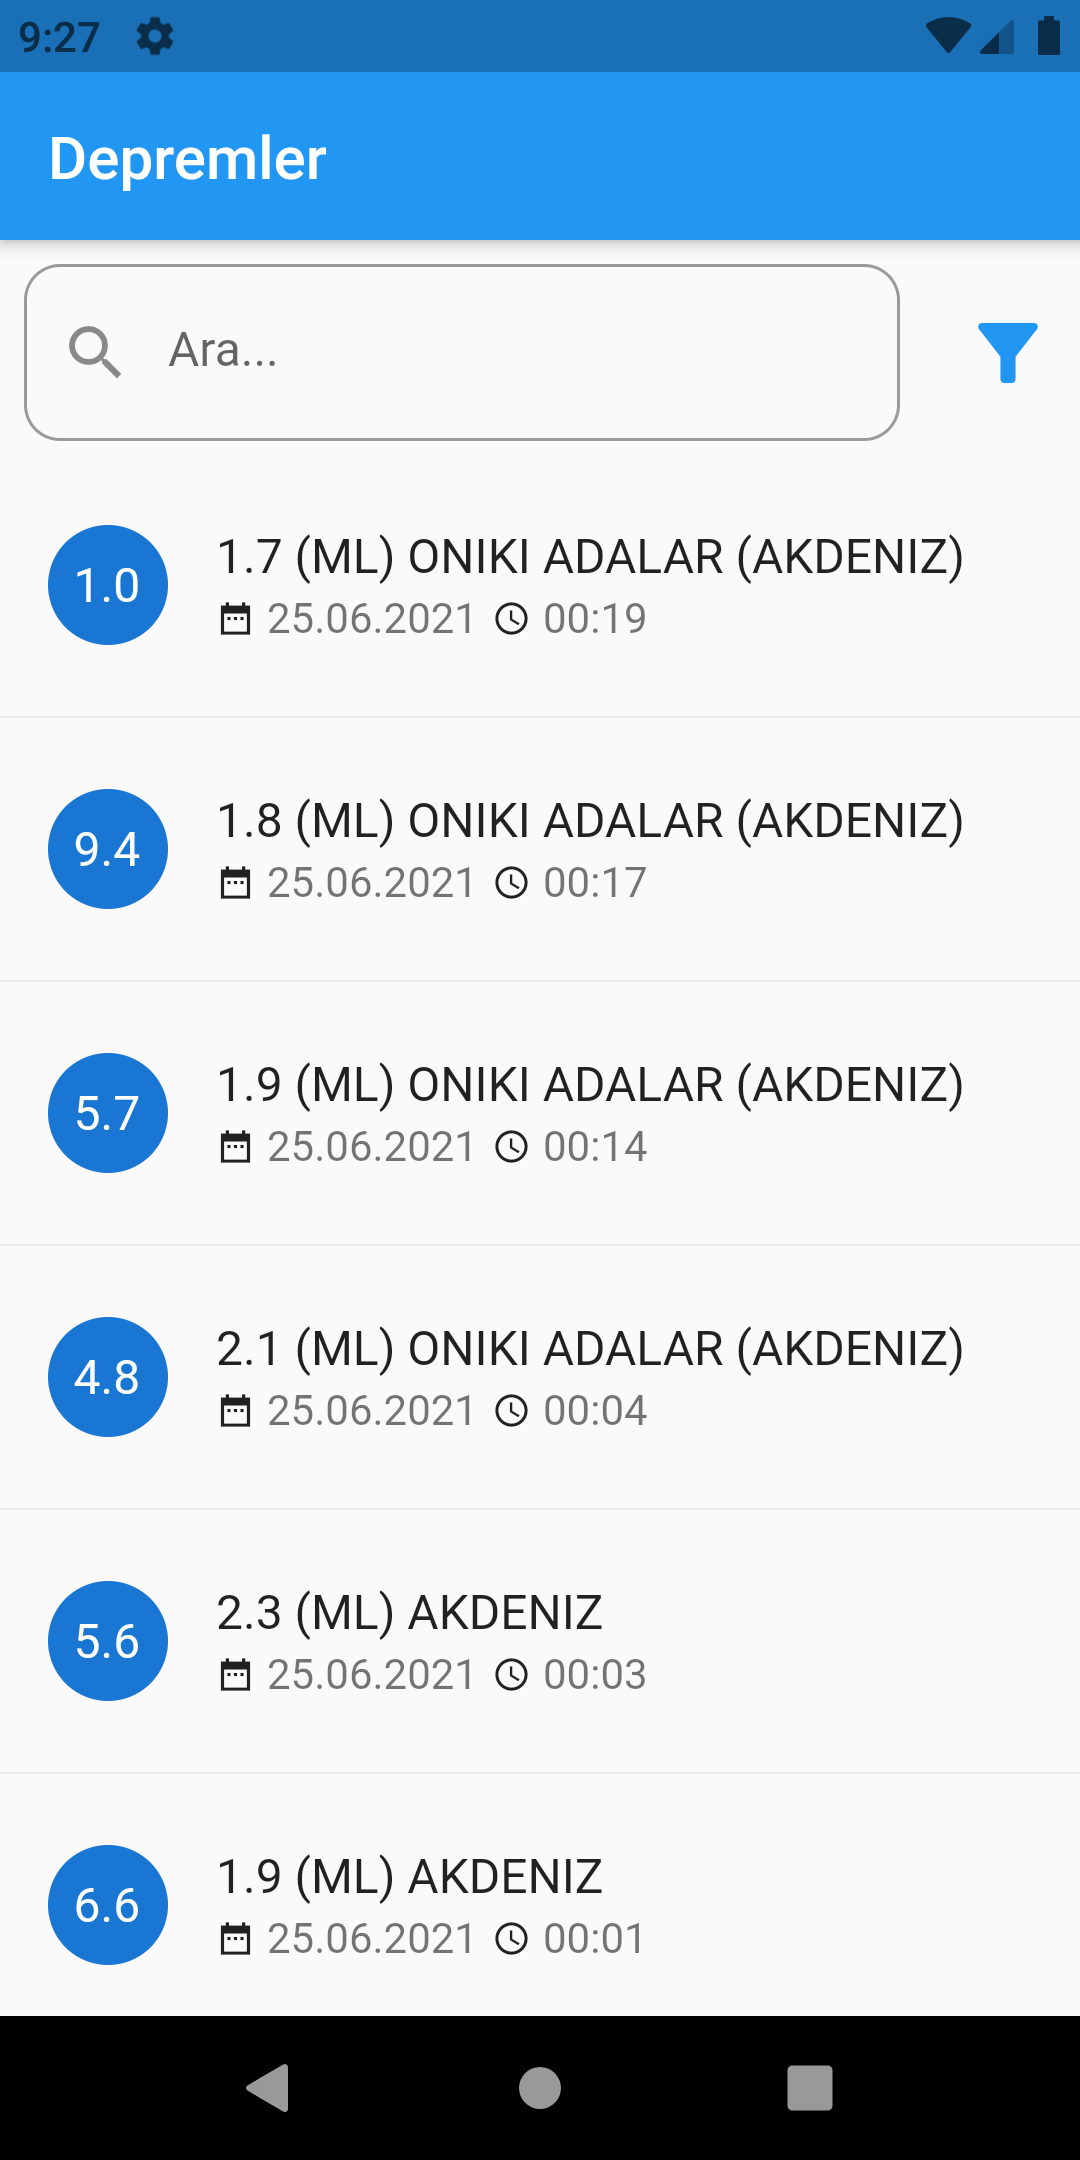 9:27
Depremler
Ara...
1.0
1.7 (ML) ONIKI ADALAR (AKDENIZ)
25.06.2021 00:19
9.4
1.8 (ML) ONIKI ADALAR (AKDENIZ)
25.06.2021 00:17
5.7
1.9 (ML) ONIKI ADALAR (AKDENIZ)
25.06.2021 00:14
4.8
2.1 (ML) ONIKI ADALAR (AKDENIZ)
25.06.2021 00:04
5.6
2.3 (ML) AKDENIZ
25.06.2021 00:03
6.6
1.9 (ML) AKDENIZ
25.06.2021 00:01